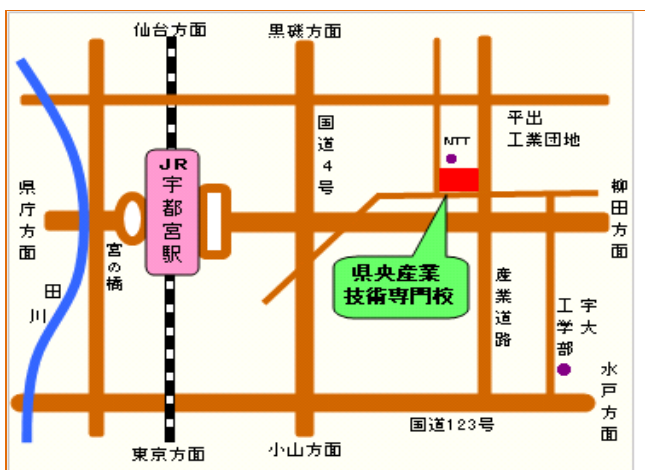 仙台方面
黒磯方面
平出
工業団地
NTT
国道4号
JR
宇都宮駅
県庁方面
柳田方面
宮の橋
田川
県央産業
技術専門校
産業道路
宇大
工学部
水戸方面
国道123号
東京方面
小山方面